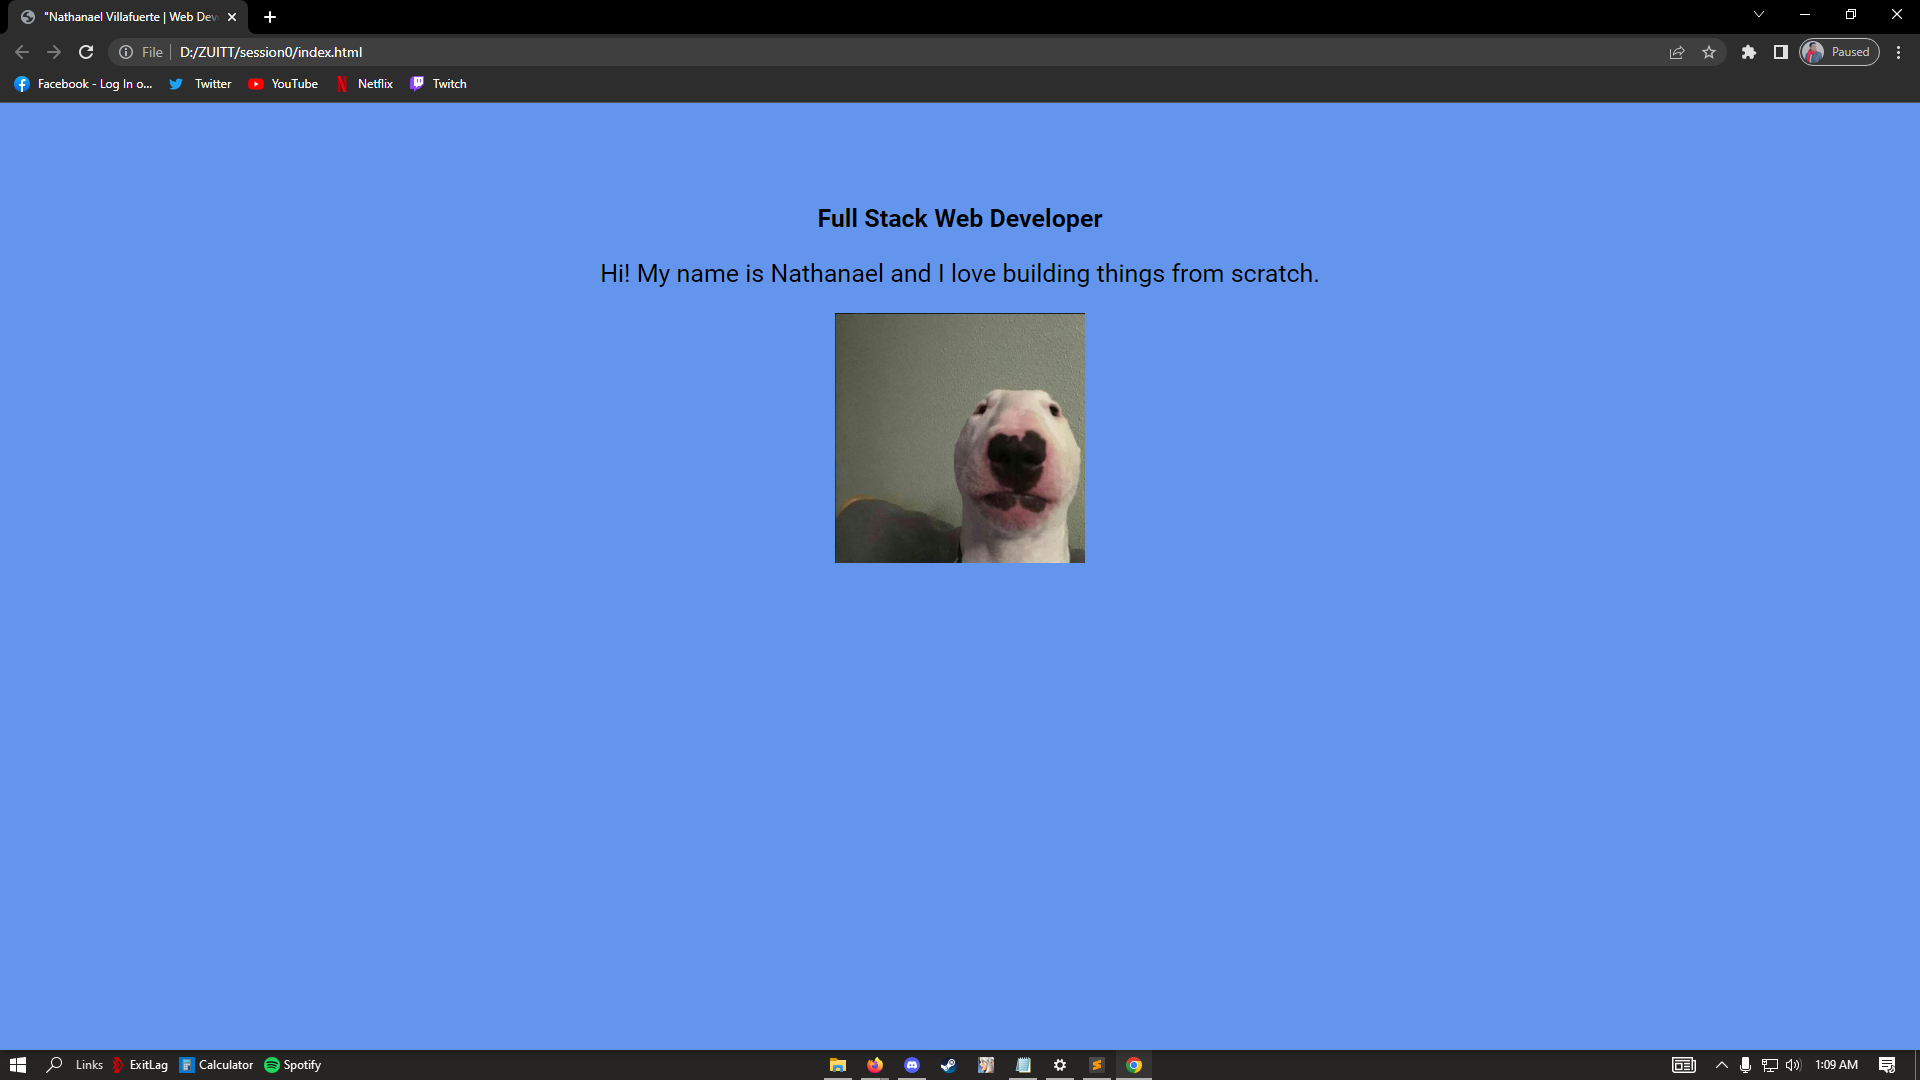 "Nathanael Villafuerte | Web Dev
File
D:/ZUITT/session0/index.html
Paused
Facebook - Log In o...
Twitter
YouTube
Netflix
Twitch
Full Stack Web Developer
Hi! My name is Nathanael and I love building things from scratch.
Links
ExitLag
Calculator
Spotify
1:09 AM